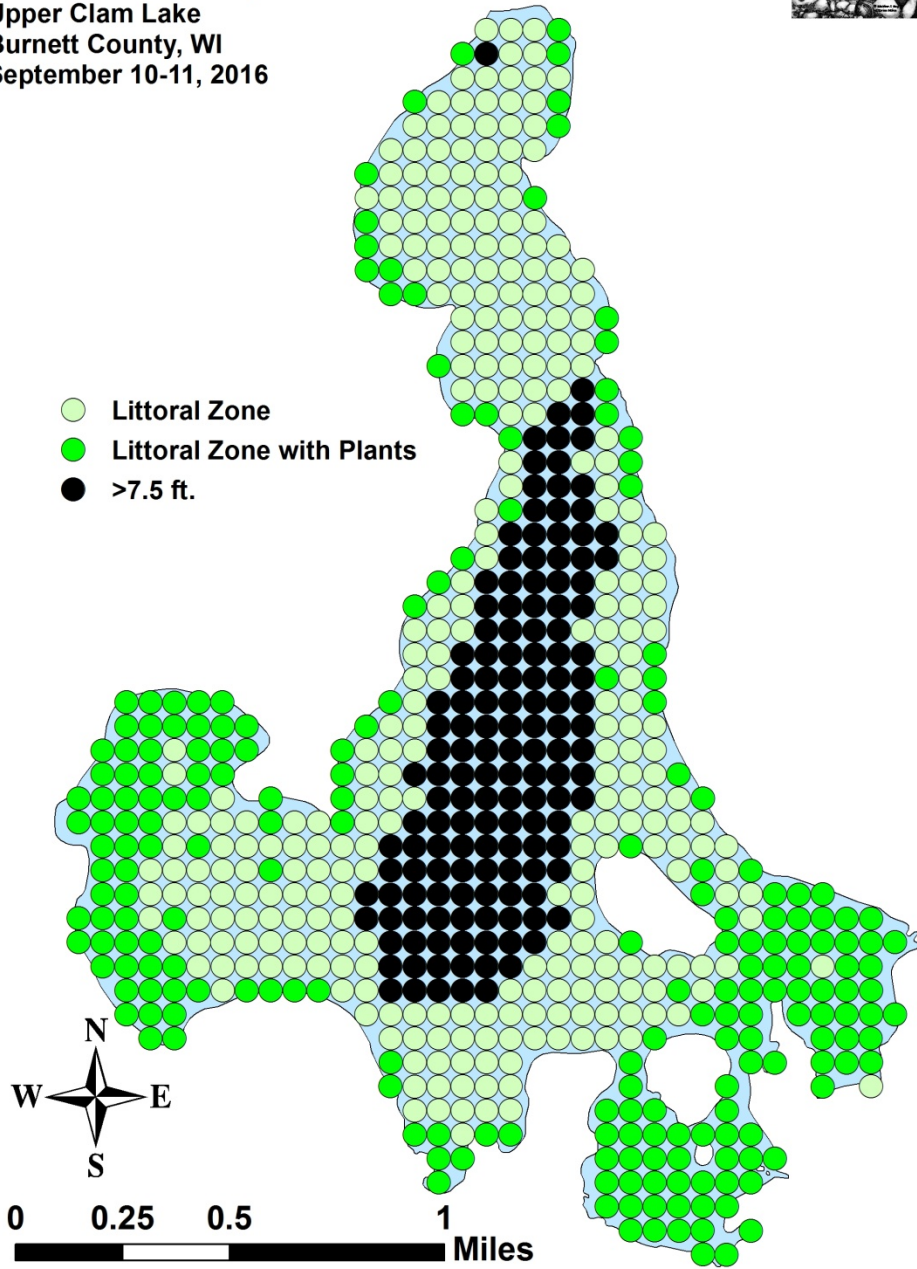 Upper Clam Lake
Burnett County, WI
September 10-11, 2016
Littoral Zone
Littoral Zone with Plants
>7.5 ft.
N
W E
S
0 0.25 0.5 1
Miles